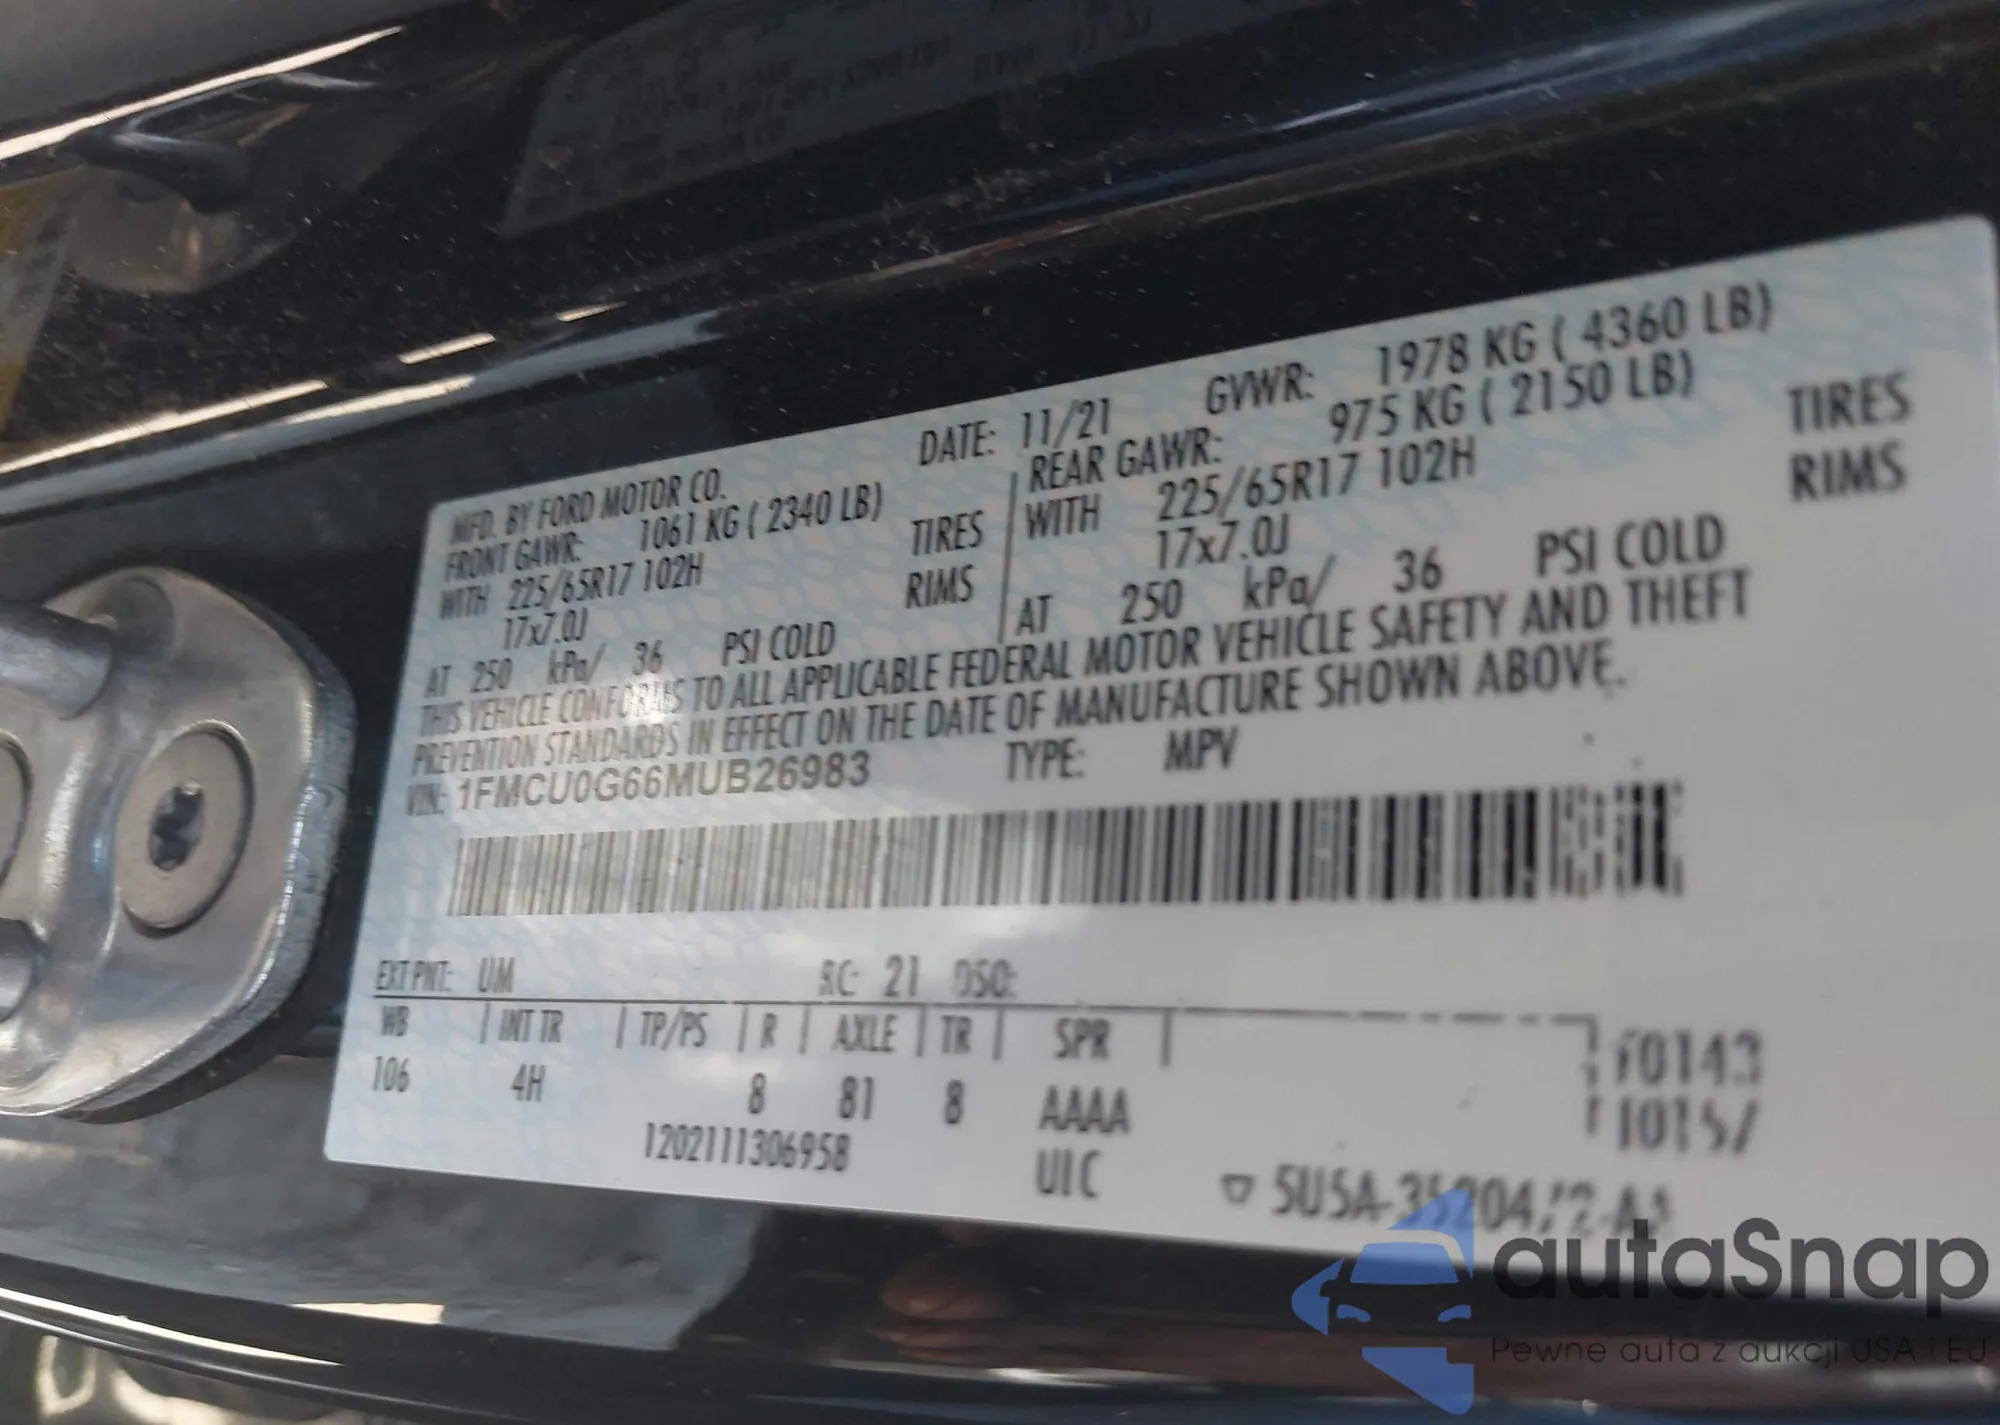 MFD. BY FORD MOTOR CO.
DATE: 11/21
GVWR: 1978 KG ( 4360 LB)
FRONT GAWR: 1061 KG ( 2340 LB)
REAR GAWR: 975 KG ( 2150 LB)
WITH 225/65R17 102H TIRES
WITH 225/65R17 102H TIRES
17x7.0J RIMS
17x7.0J RIMS
AT 250 kPa/ 36 PSI COLD
AT 250 kPa/ 36 PSI COLD
THIS VEHICLE CONFORMS TO ALL APPLICABLE FEDERAL MOTOR VEHICLE SAFETY AND THEFT
PREVENTION STANDARDS IN EFFECT ON THE DATE OF MANUFACTURE SHOWN ABOVE.
VIN: 1FMCU0G66MUB26983 TYPE: MPV
EXT PNT: UM RC: 21 DSO:
WB | INT TR | TP/PS | R | AXLE | TR | SPR
106 4H 8 81 8 AAAA
1202111306958 UIC
autaSnap
Pewne auta z aukcji USA i EU